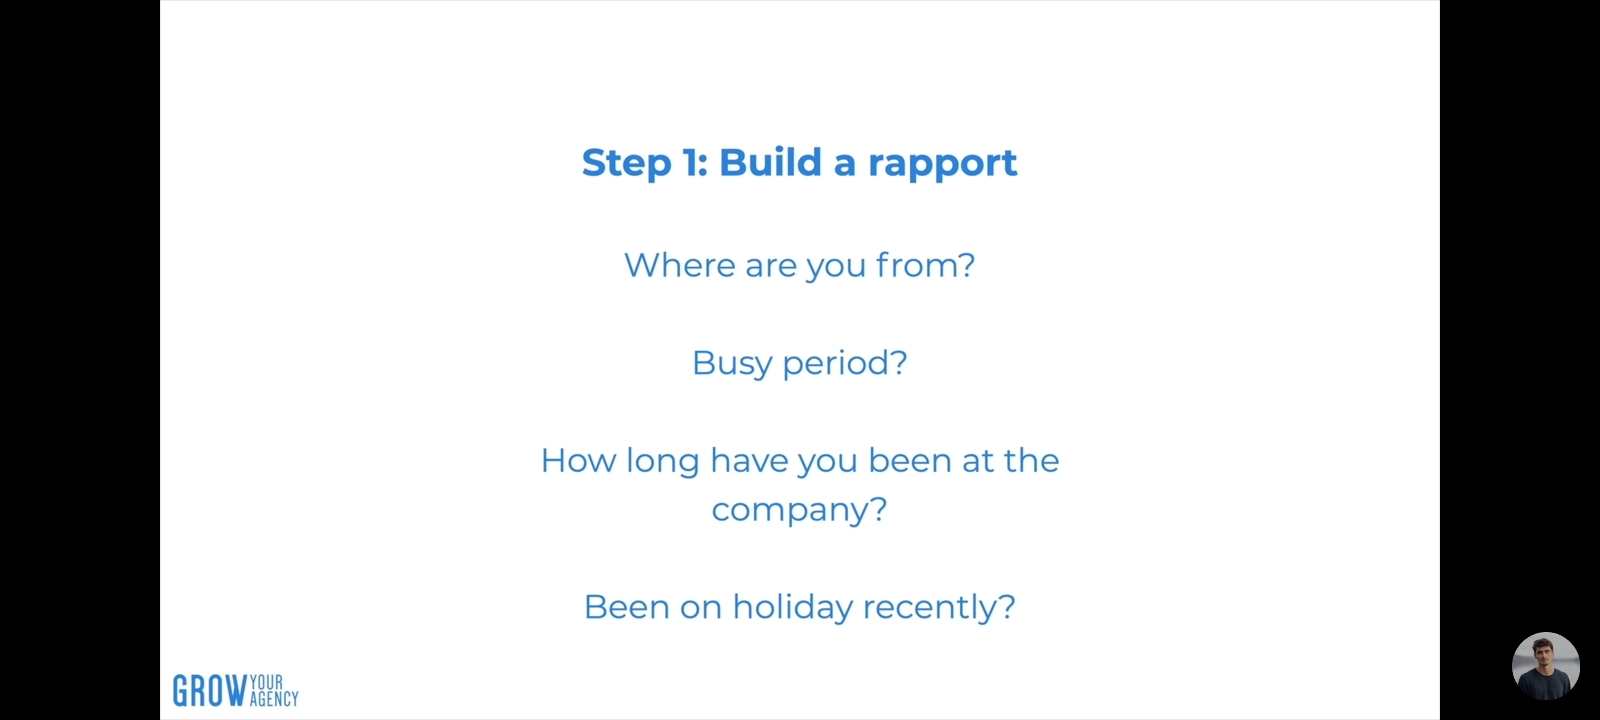 Step 1: Build a rapport
Where are you from?
Busy period?
How long have you been at the
company?
Been on holiday recently?
GROW YOUR
AGENCY